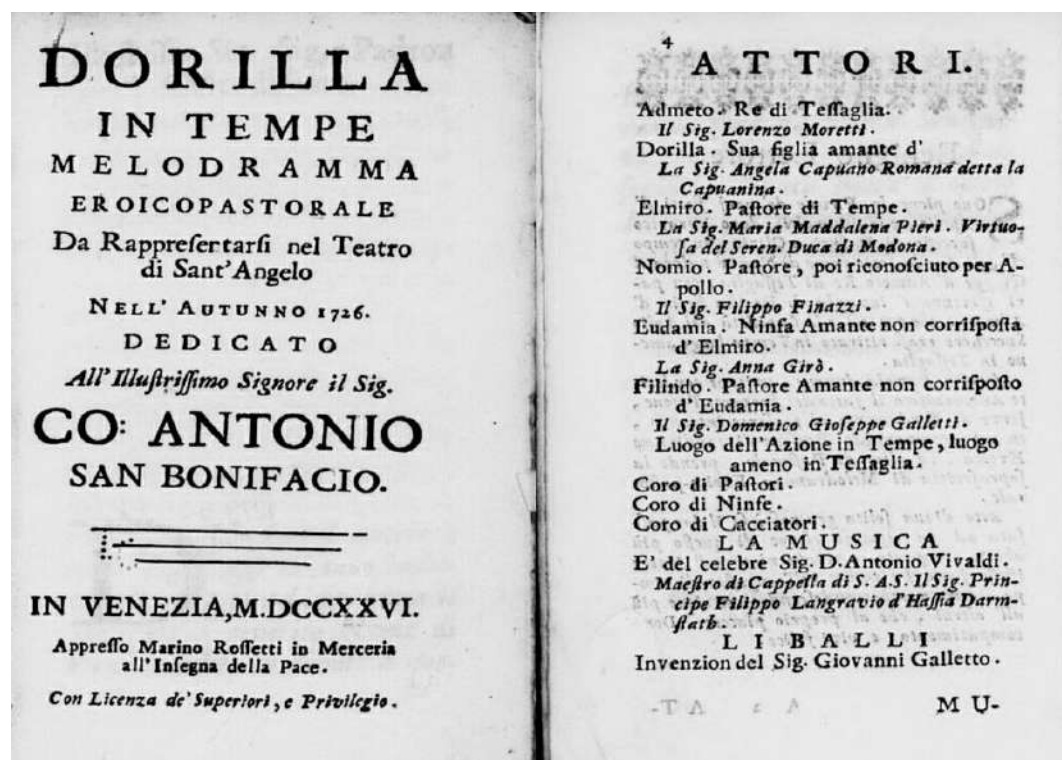 DORILLA
IN TEMPE
MELODRAMMA
EROICOPASTORALE
Da Rappresertarsi nel Teatro
di Sant'Angelo
NELL' AUTUNNO 1726.
DEDICATO
All' Illuſtriſſimo Signore il Sig.
CO: ANTONIO
SAN BONIFACIO.
IN VENEZIA, M.DCCXXVI.
Appreſſo Marino Roſſetti in Merceria
all'Inſegna della Pace.
Con Licenza de' Superiori, e Privilegio.
4
ATTORI.
Admeto. Re di Teſſaglia.
Il Sig. Lorenzo Moretti.
Dorilla. Sua figlia amante d'
La Sig. Angela Capuano Romana detta la
Capuanina.
Elmiro. Paſtore di Tempe.
La Sig. Maria Maddalena Pieri. Virtuo-
ſa del Seren. Duca di Modona.
Nomio. Paſtore, poi riconoſciuto per A-
pollo.
Il Sig. Filippo Finazzi.
Eudamia. Ninfa Amante non corriſpoſta
d'Elmiro.
La Sig. Anna Girò.
Filindo. Paſtore Amante non corriſpoſto
d'Eudamia.
Il Sig. Domenico Gioſeppe Galletti.
Luogo dell'Azione in Tempe, luogo
ameno in Teſſaglia.
Coro di Paſtori.
Coro di Ninfe.
Coro di Cacciatori.
LA MUSICA
E' del celebre Sig. D. Antonio Vivaldi.
Maeſtro di Cappella di S. A.S. Il Sig. Prin-
cipe Filippo Langravio d'Haſſia Darm-
ſtath.
LI BALLI
Invenzion del Sig. Giovanni Galletto.
MU-